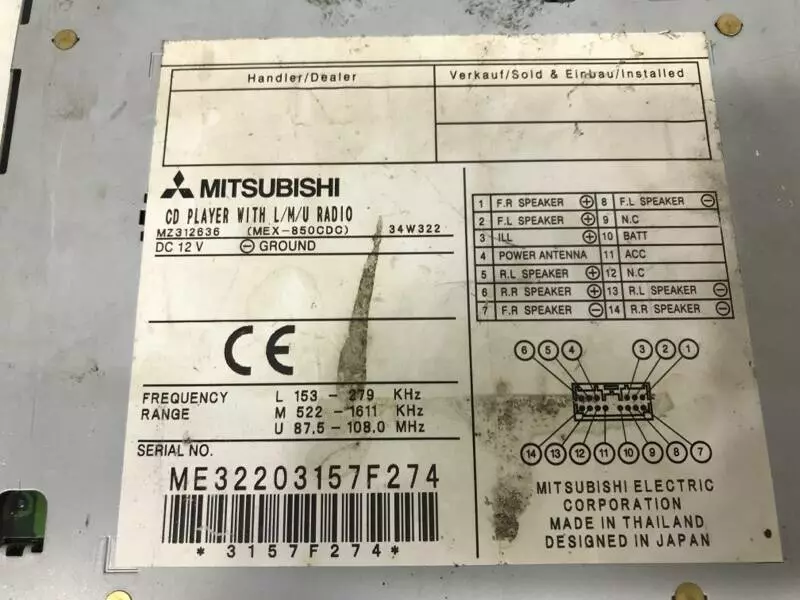 Handler/Dealer
Verkauf/Sold & Einbau/Installed
MITSUBISHI
CD PLAYER WITH L/M/U RADIO
MZ312636 (MEX-850CDC) 34W322
DC 12 V ⊖ GROUND
CE
FREQUENCY RANGE
L 153 - 279 KHz
M 522 - 1611 KHz
U 87.5 - 108.0 MHz
SERIAL NO.
ME32203157F274
*3157F274*
1 F.R SPEAKER ⊕ 8 F.L SPEAKER ⊖
2 F.L SPEAKER ⊕ 9 N.C
3 ILL ⊕ 10 BATT
4 POWER ANTENNA 11 ACC
5 R.L SPEAKER ⊕ 12 N.C
6 R.R SPEAKER ⊕ 13 R.L SPEAKER ⊖
7 F.R SPEAKER ⊖ 14 R.R SPEAKER ⊖
6 5 4 3 2 1
14 13 12 11 10 9 8 7
MITSUBISHI ELECTRIC
CORPORATION
MADE IN THAILAND
DESIGNED IN JAPAN